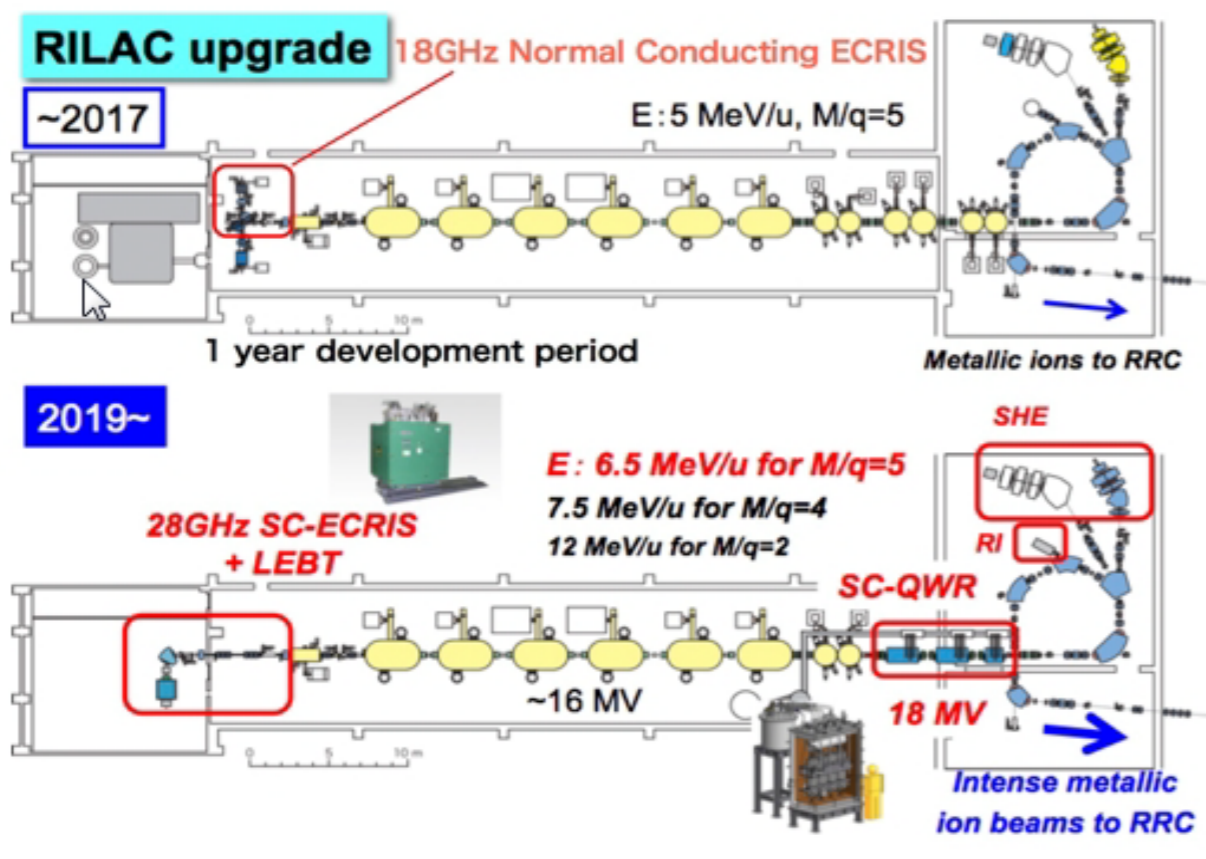 RILAC upgrade
18GHz Normal Conducting ECRIS
~2017
E:5 MeV/u, M/q=5
0 5 10 m
1 year development period
Metallic ions to RRC
2019~
SHE
E: 6.5 MeV/u for M/q=5
7.5 MeV/u for M/q=4
12 MeV/u for M/q=2
28GHz SC-ECRIS
+ LEBT
RI
SC-QWR
~16 MV
18 MV
0 5 10 m
Intense metallic
ion beams to RRC